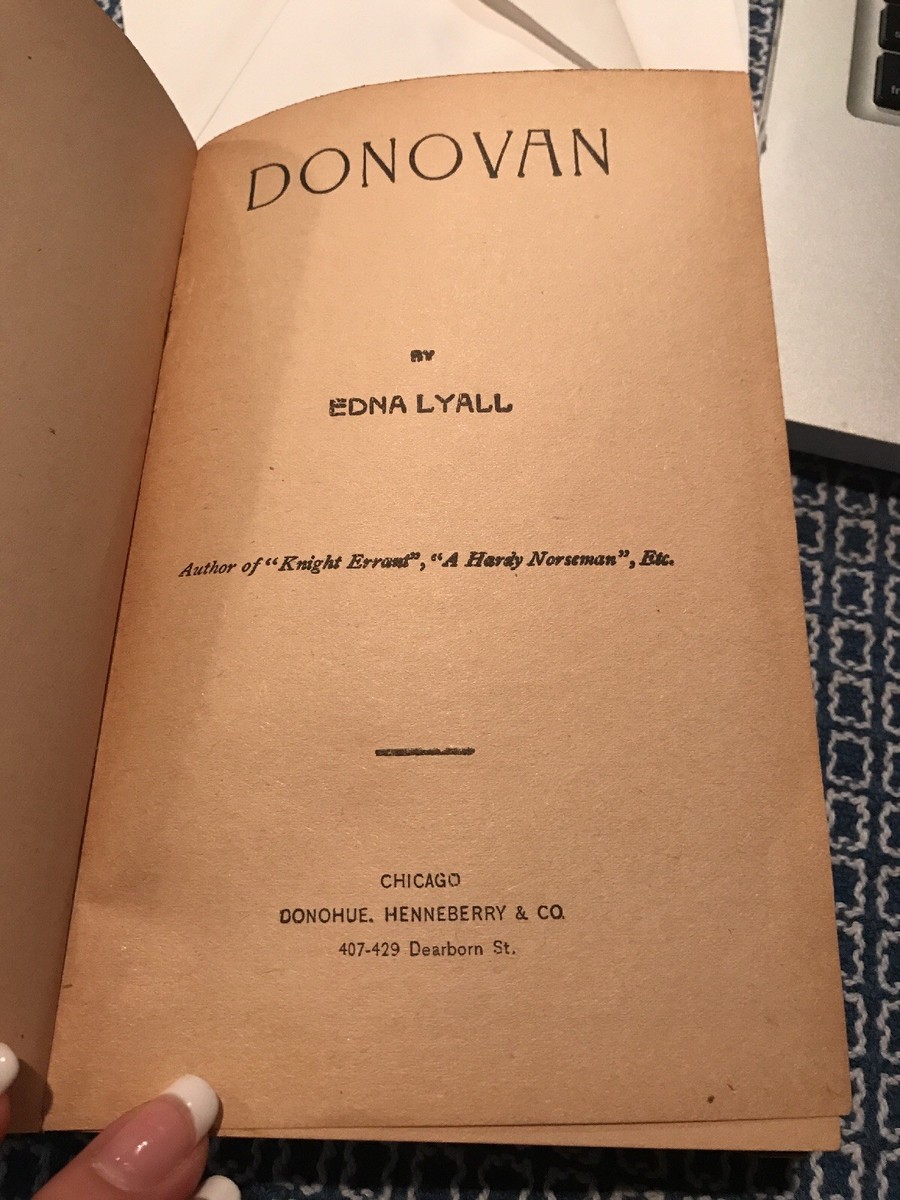 DONOVAN
BY
EDNA LYALL
Author of "Knight Errant", "A Hardy Norseman", Etc.
CHICAGO
DONOHUE, HENNEBERRY & CO.
407-429 Dearborn St.